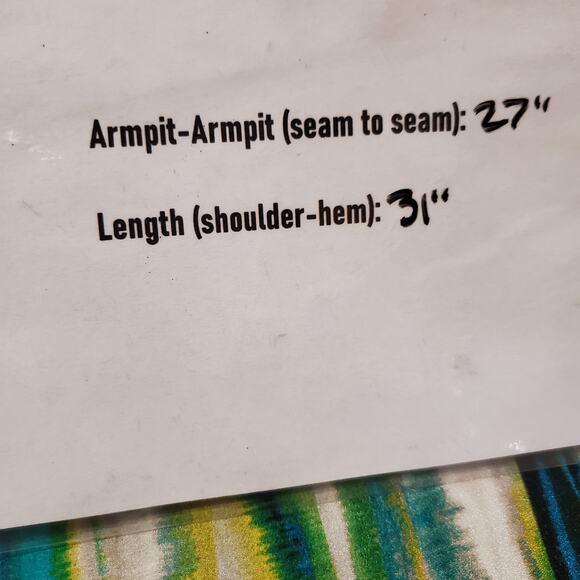 Armpit-Armpit (seam to seam): 27"
Length (shoulder-hem): 31"